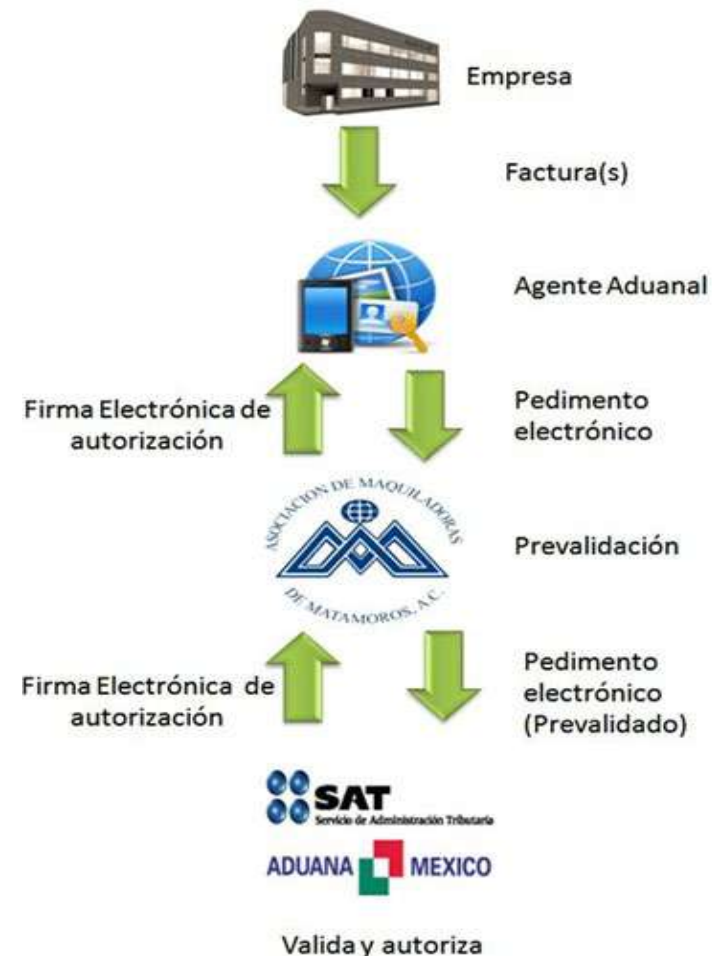 Empresa
Factura(s)
Agente Aduanal
Firma Electrónica de
autorización
Pedimento
electrónico
ASOCIACION DE MAQUILADORAS
DE MATAMOROS, A.C.
Prevalidación
Firma Electrónica de
autorización
Pedimento
electrónico
(Prevalidado)
SAT
Servicio de Administración Tributaria
ADUANA MEXICO
Valida y autoriza